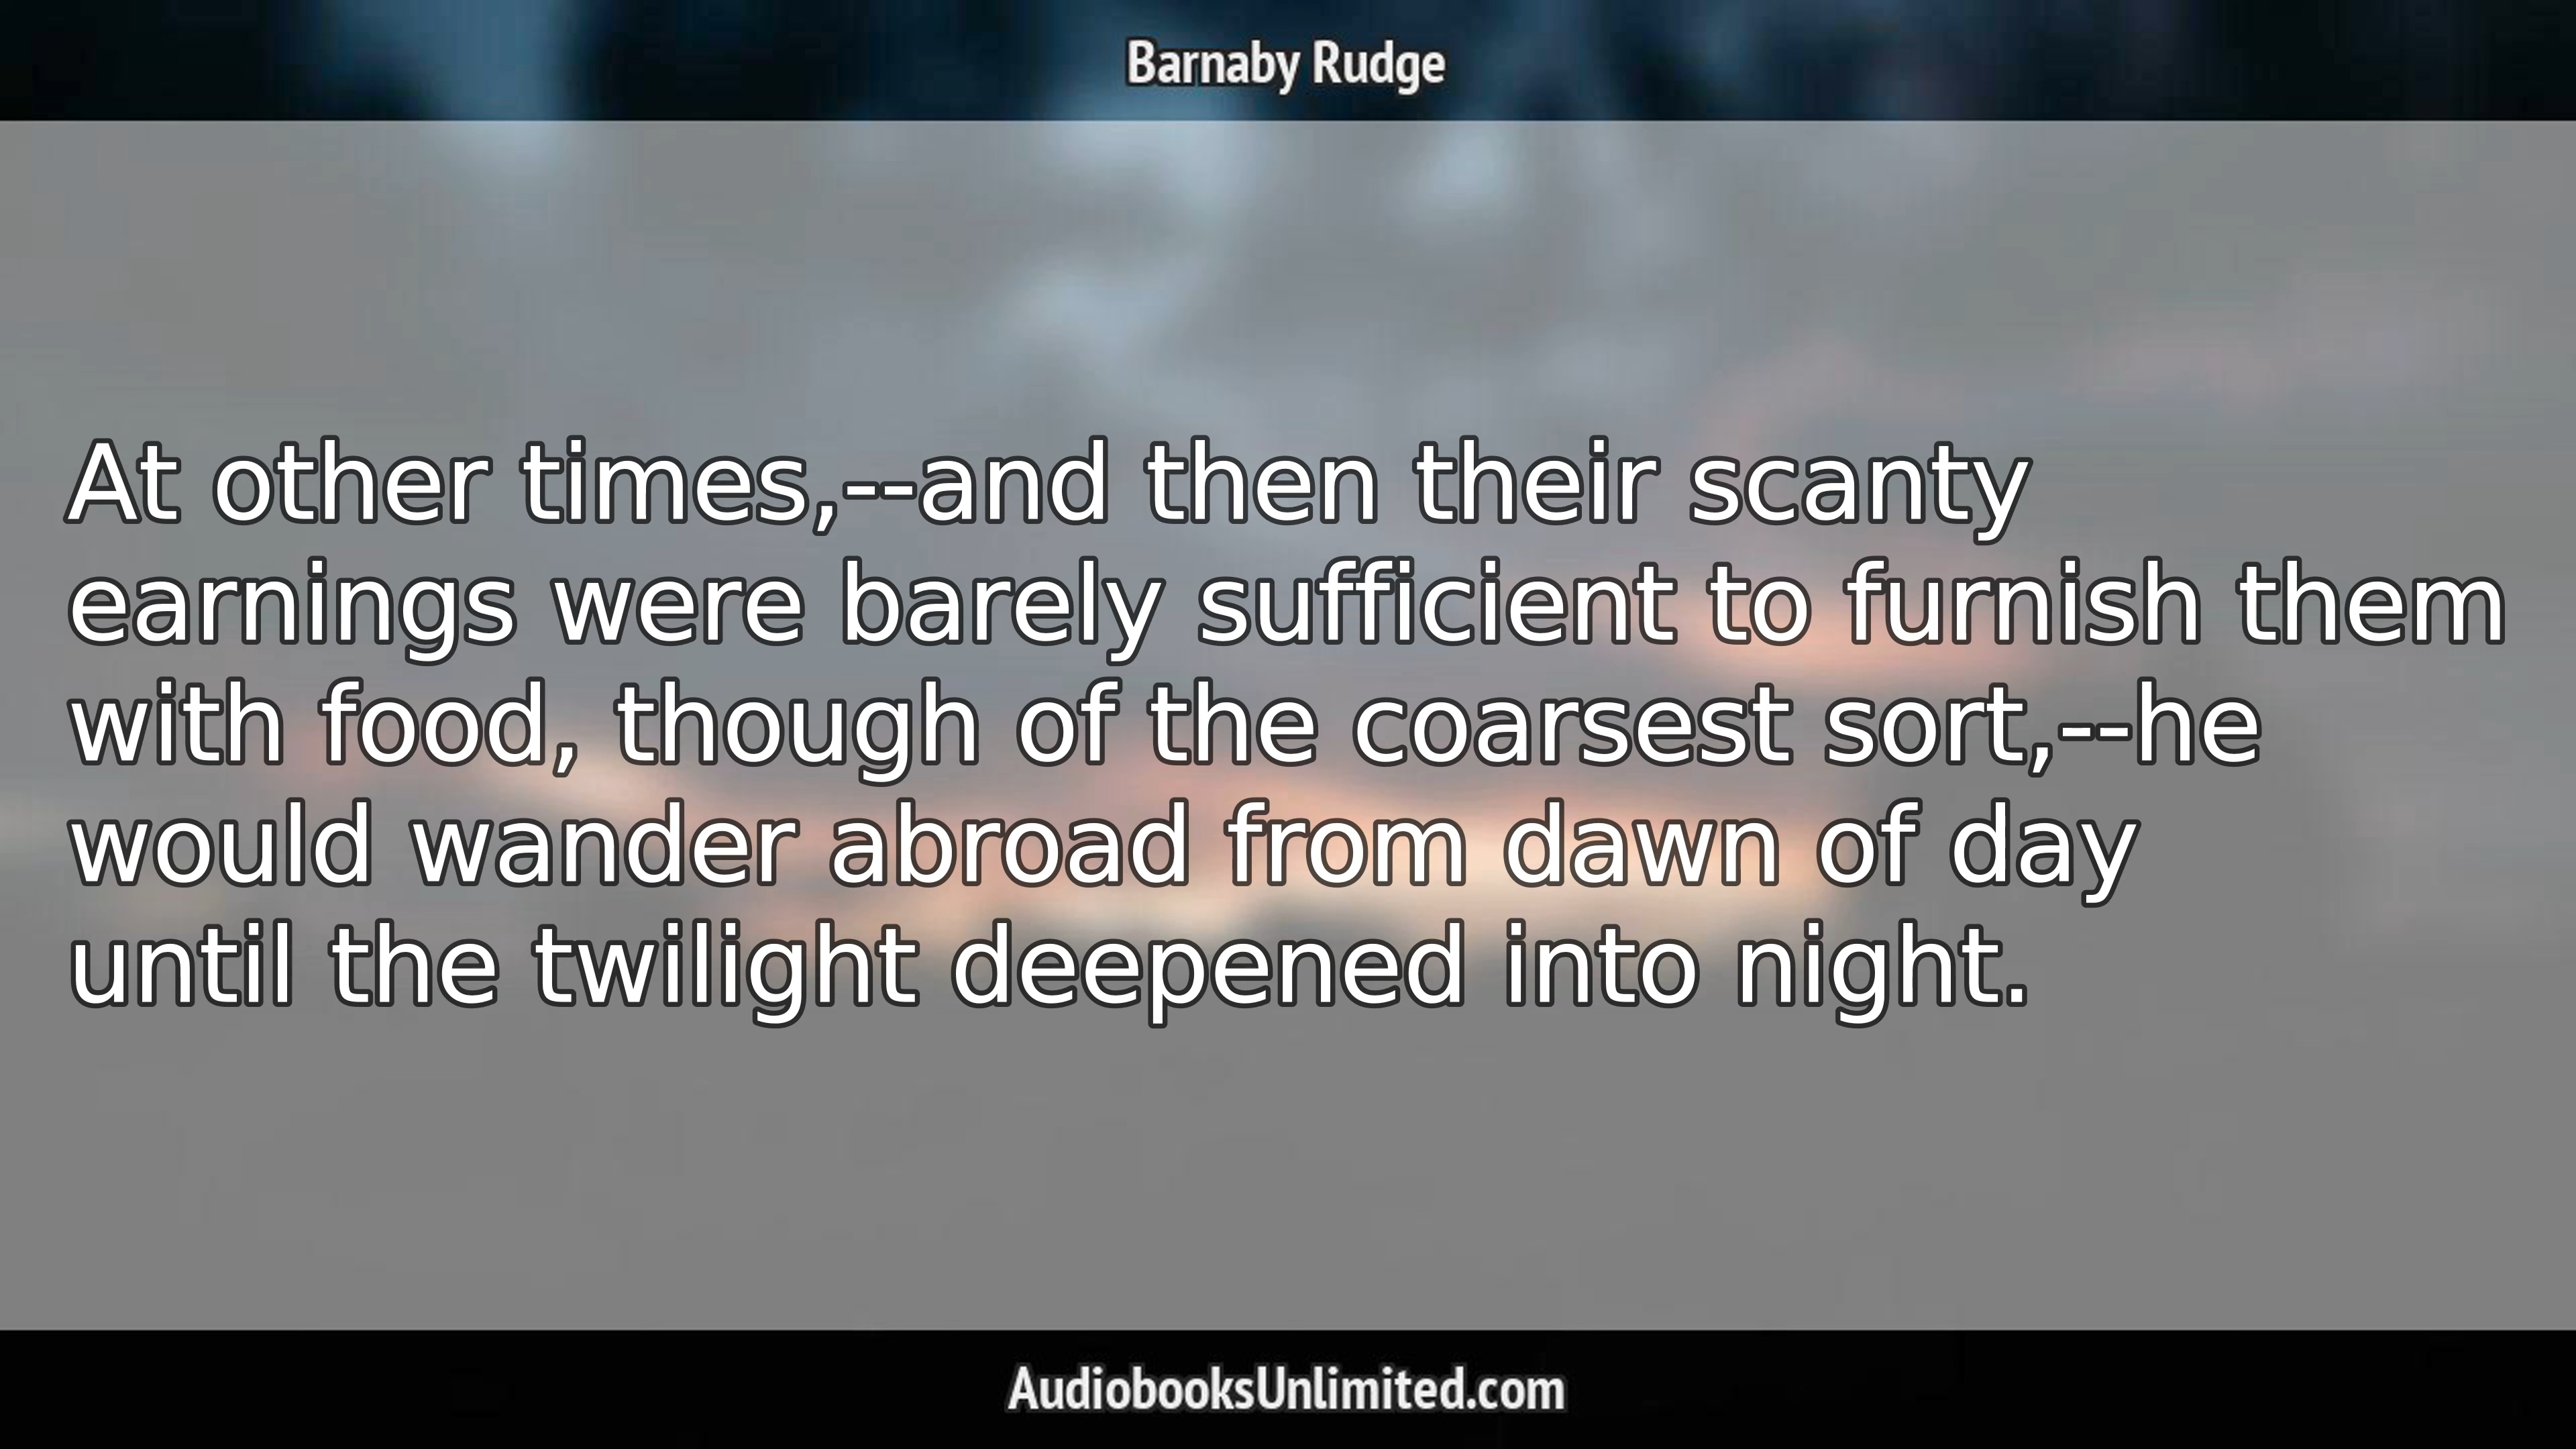 Barnaby Rudge
At other times,--and then their scanty
earnings were barely sufficient to furnish them
with food, though of the coarsest sort,--he
would wander abroad from dawn of day
until the twilight deepened into night.
AudiobooksUnlimited.com